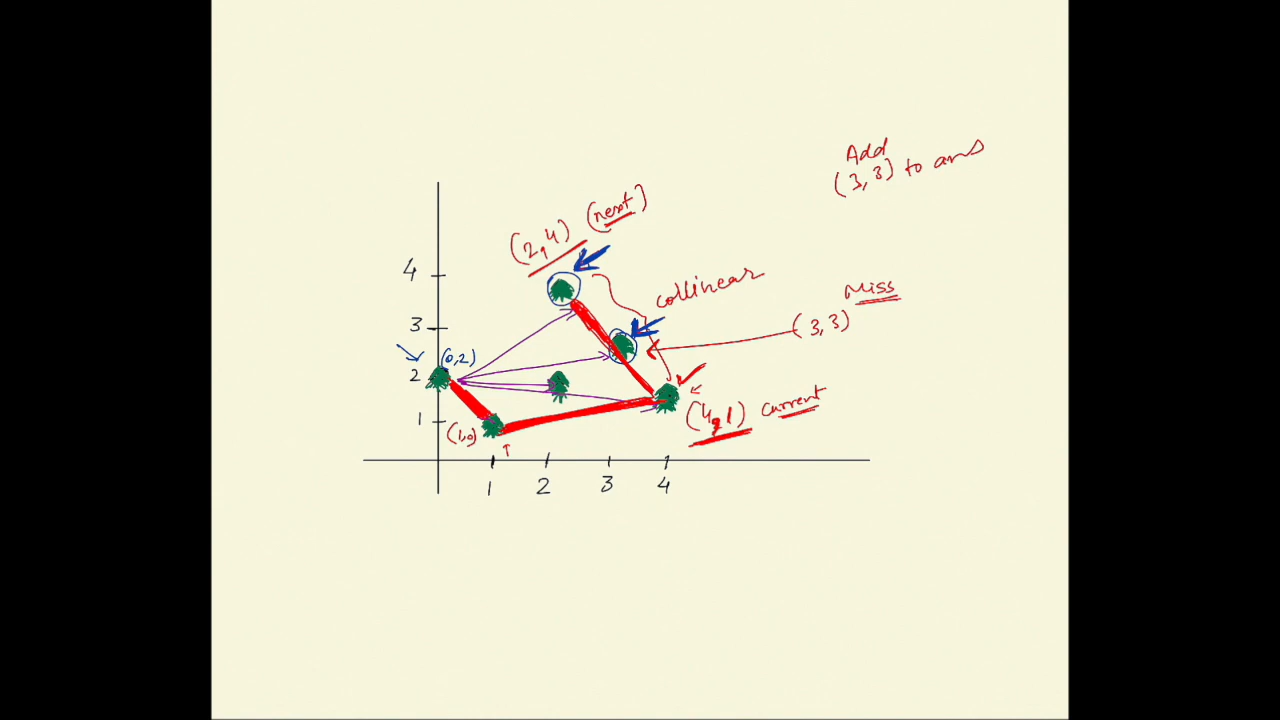 Add
(3,3) to ans
(2,4) (next)
4
collinear
Miss
3
(3,3)
(0,2)
2
(4,1) current
1
(1,0)
1 2 3 4